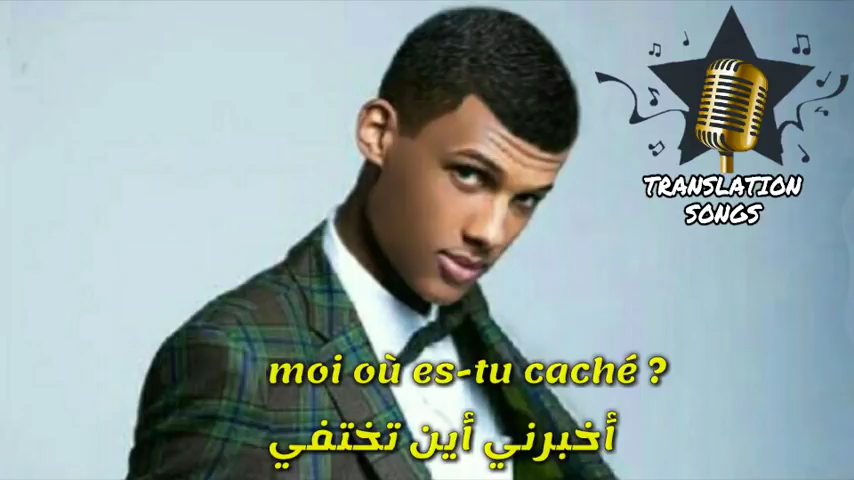 TRANSLATION
SONGS
moi où es-tu caché ?
أخبرني أين تختفي